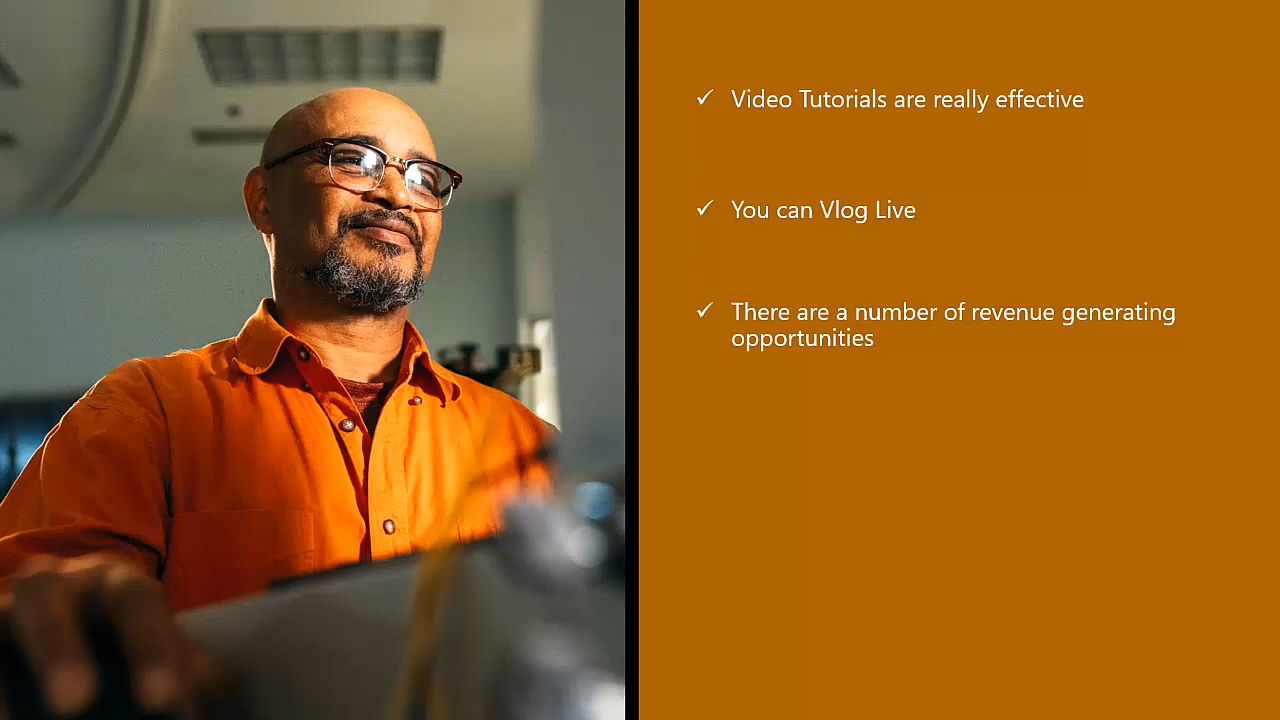 ✓ Video Tutorials are really effective
✓ You can Vlog Live
✓ There are a number of revenue generating
opportunities